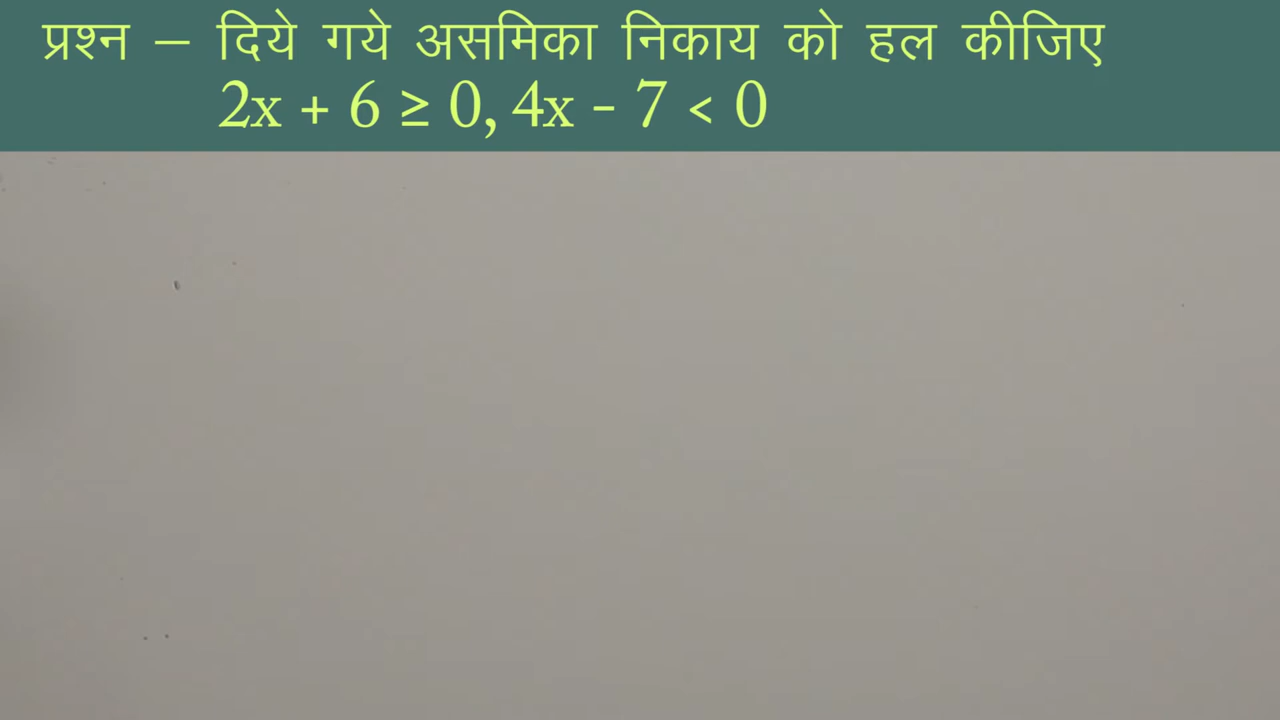 प्रश्न – दिये गये असमिका निकाय को हल कीजिए
2x + 6 ≥ 0, 4x - 7 < 0